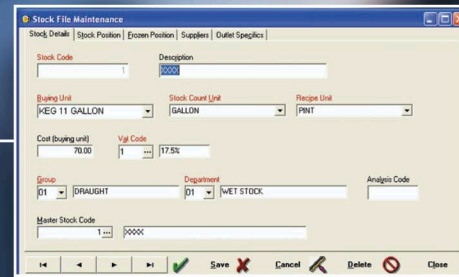 Stock File Maintenance
Stock Details Stock Position Frozen Position Suppliers Outlet Specifics
Stock Code Description
1 XXXX
Buying Unit Stock Count Unit Recipe Unit
KEG 11 GALLON GALLON PINT
Cost (buying unit) Vat Code
70.00 1 ... 17.5%
Group Department Analysis Code
01 DRAUGHT 01 WET STOCK
Master Stock Code
1 ... XXXX
Save Cancel Delete Close